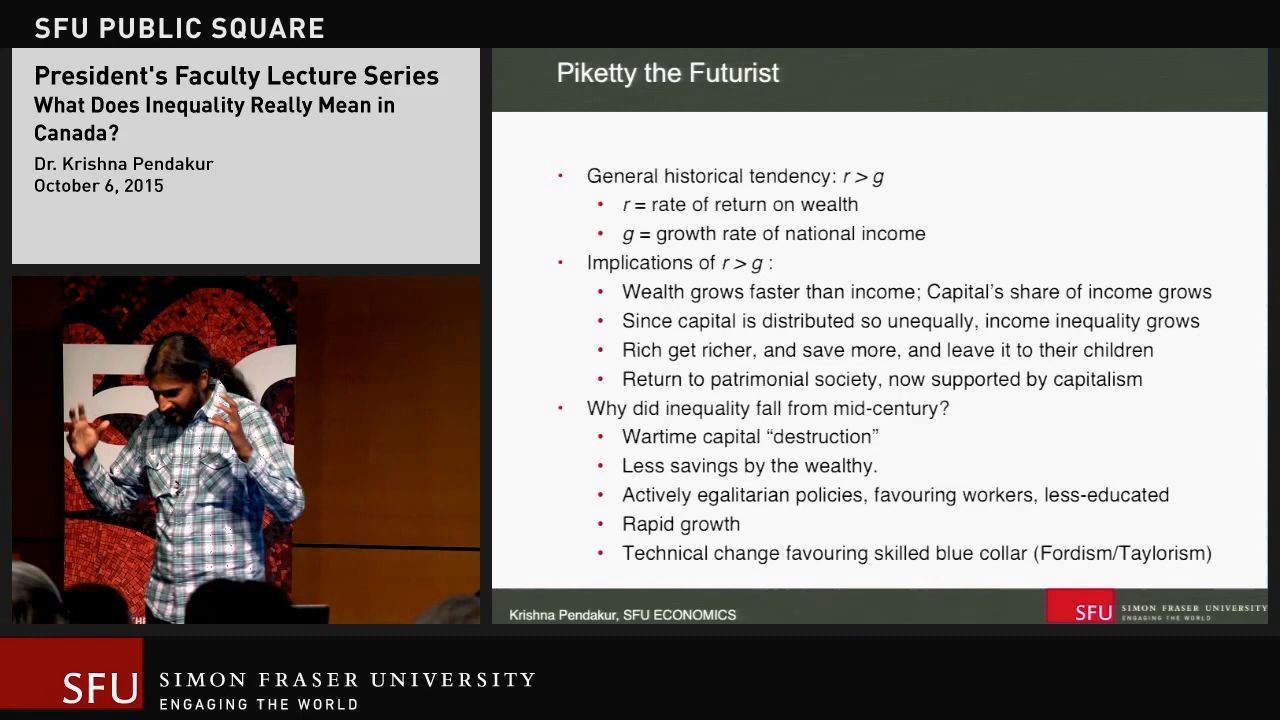 SFU PUBLIC SQUARE
President's Faculty Lecture Series
What Does Inequality Really Mean in
Canada?
Dr. Krishna Pendakur
October 6, 2015
Piketty the Futurist
• General historical tendency: r > g
• r = rate of return on wealth
• g = growth rate of national income
• Implications of r > g :
• Wealth grows faster than income; Capital’s share of income grows
• Since capital is distributed so unequally, income inequality grows
• Rich get richer, and save more, and leave it to their children
• Return to patrimonial society, now supported by capitalism
• Why did inequality fall from mid-century?
• Wartime capital “destruction”
• Less savings by the wealthy.
• Actively egalitarian policies, favouring workers, less-educated
• Rapid growth
• Technical change favouring skilled blue collar (Fordism/Taylorism)
Krishna Pendakur, SFU ECONOMICS
SFU SIMON FRASER UNIVERSITY
ENGAGING THE WORLD
SFU SIMON FRASER UNIVERSITY
ENGAGING THE WORLD